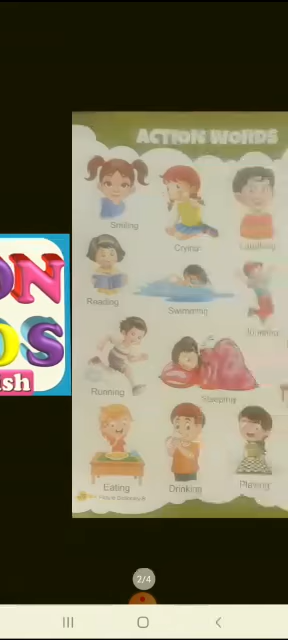 ACTION WORDS
ON
DS
ish
Smiling
Crying
Laughing
Reading
Swimming
Running
Sleeping
Eating
Drinking
Playing
2/4